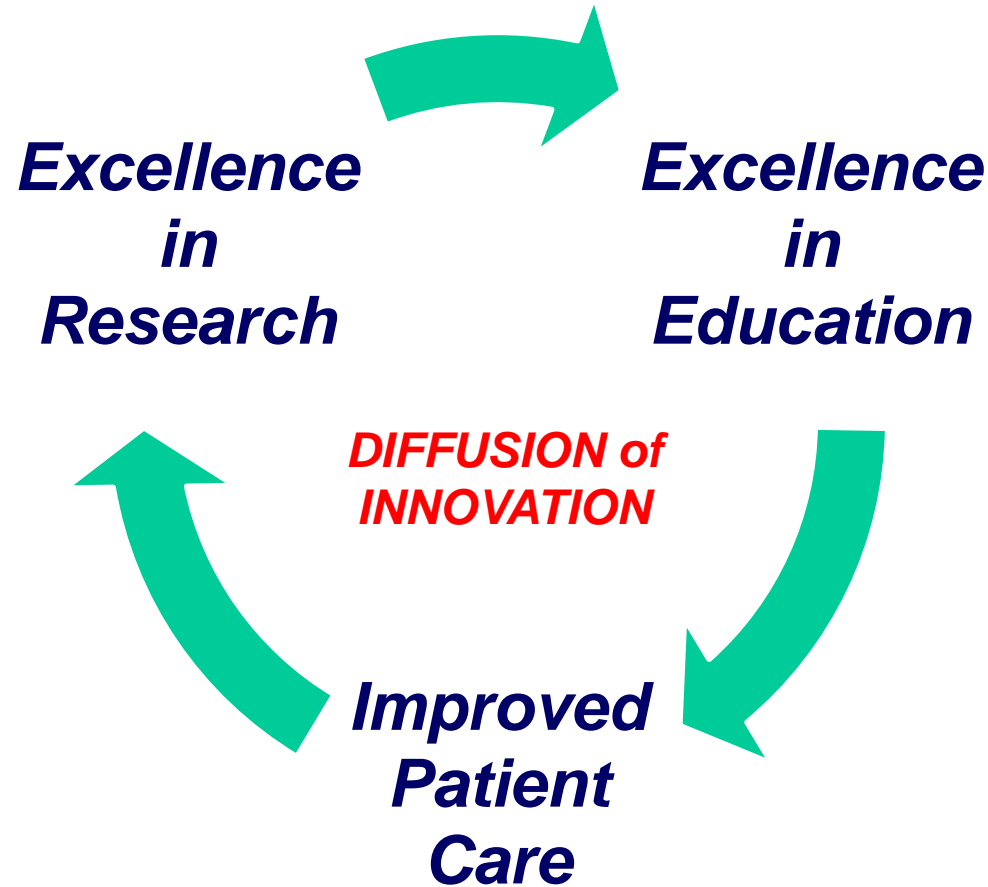 Excellence
in
Research
Excellence
in
Education
DIFFUSION of
INNOVATION
Improved
Patient
Care